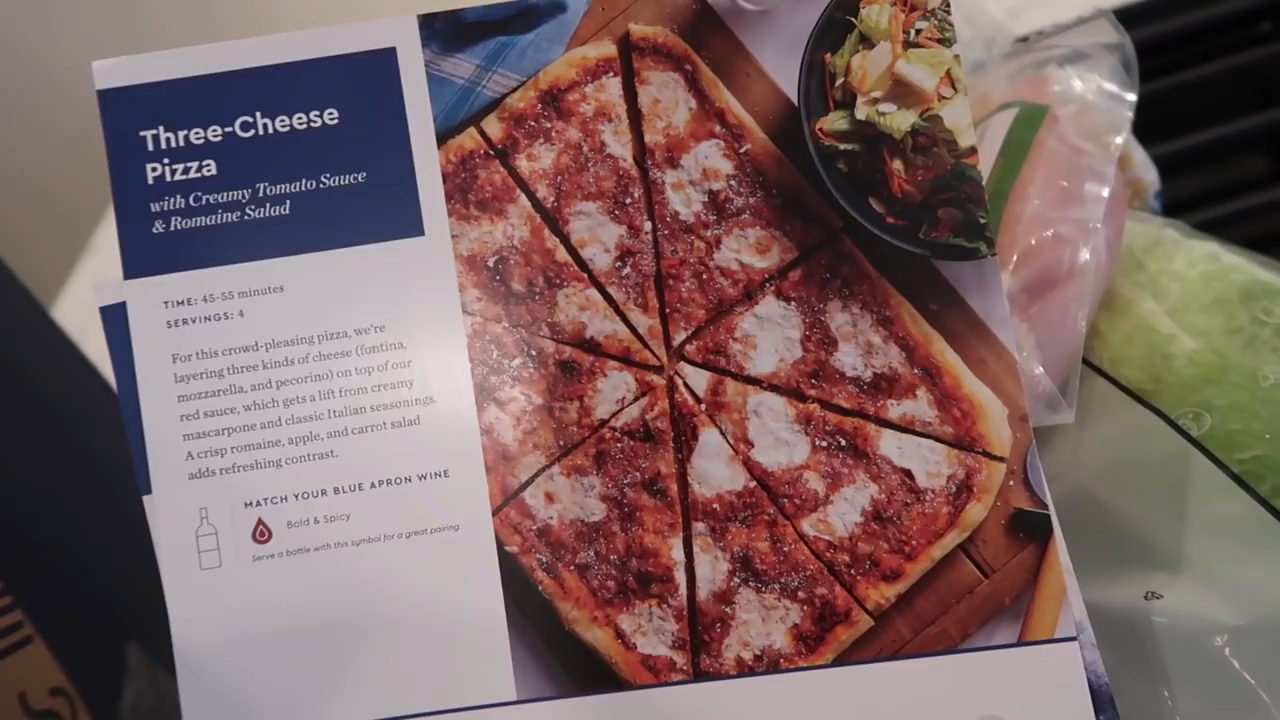 Three-Cheese
Pizza
with Creamy Tomato Sauce
& Romaine Salad
TIME: 45-55 minutes
SERVINGS: 4
For this crowd-pleasing pizza, we're
layering three kinds of cheese (fontina,
mozzarella, and pecorino) on top of our
red sauce, which gets a lift from creamy
mascarpone and classic Italian seasonings.
A crisp romaine, apple, and carrot salad
adds refreshing contrast.
MATCH YOUR BLUE APRON WINE
Bold & Spicy
Serve a bottle with this symbol for a great pairing.